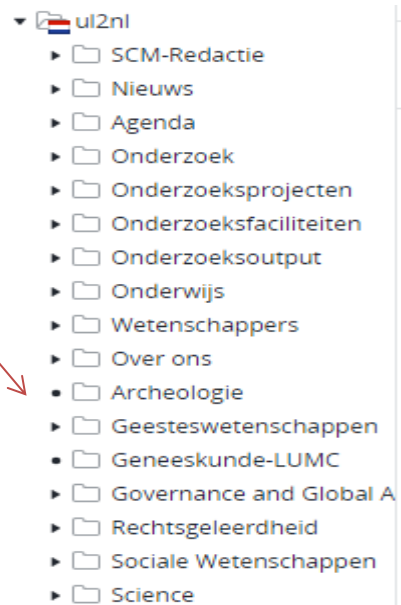 ul2nl
SCM-Redactie
Nieuws
Agenda
Onderzoek
Onderzoeksprojecten
Onderzoeksfaciliteiten
Onderzoeksoutput
Onderwijs
Wetenschappers
Over ons
Archeologie
Geesteswetenschappen
Geneeskunde-LUMC
Governance and Global A
Rechtsgeleerdheid
Sociale Wetenschappen
Science